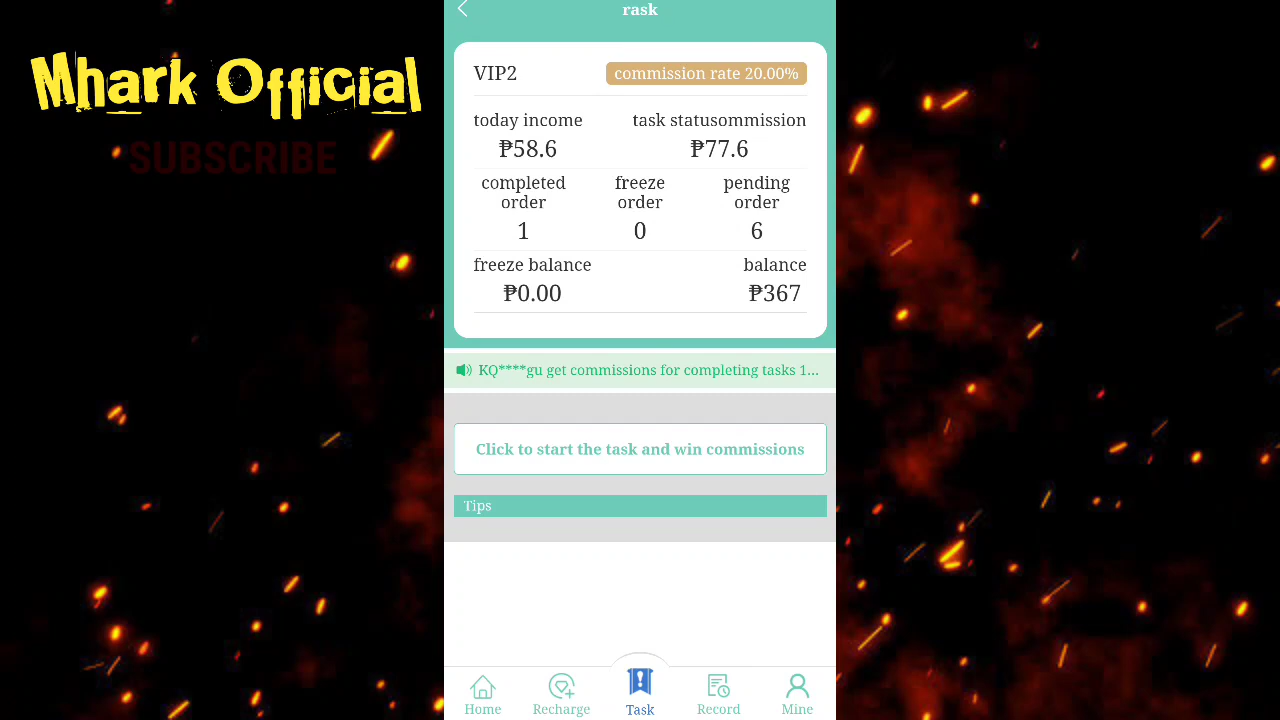 Mhark Official
SUBSCRIBE
rask
VIP2
commission rate 20.00%
today income
task statusommission
₱58.6
₱77.6
completed
order
freeze
order
pending
order
1
0
6
freeze balance
balance
₱0.00
₱367
KQ****gu get commissions for completing tasks 1...
Click to start the task and win commissions
Tips
Home
Recharge
Task
Record
Mine